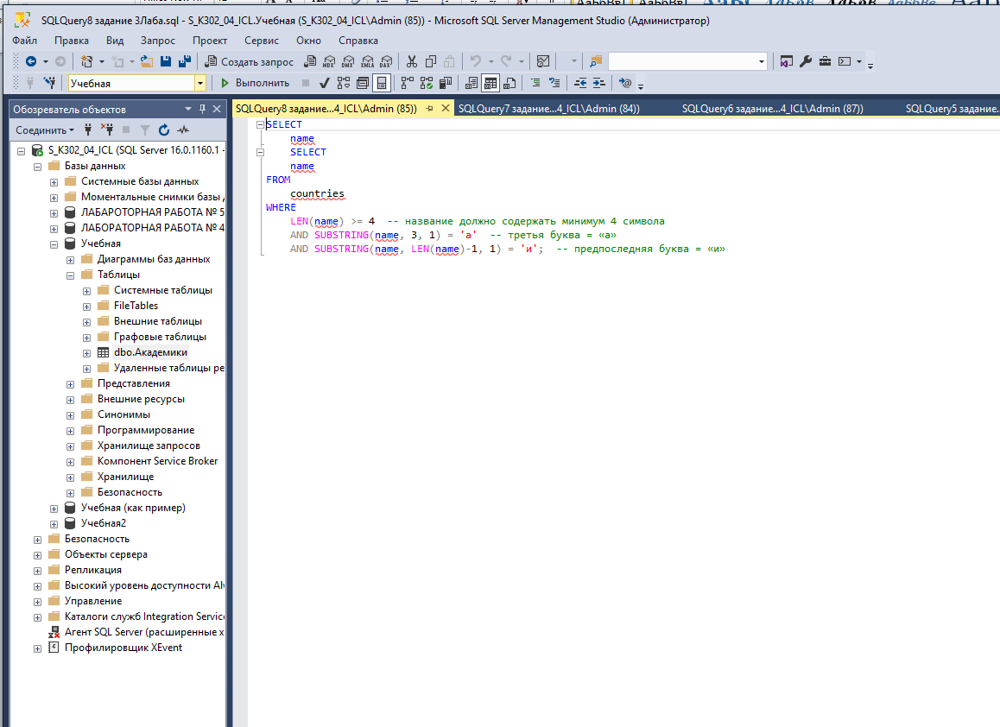 SQLQuery8 задание 3Лаба.sql - S_K302_04_ICL.Учебная (S_K302_04_ICL\Admin (85)) - Microsoft SQL Server Management Studio (Администратор)
Файл Правка Вид Запрос Проект Сервис Окно Справка
Создать запрос MDX DMX XMLA DAX
Учебная Выполнить
Обозреватель объектов
SQLQuery8 задание...4_ICL\Admin (85)) SQLQuery7 задание...4_ICL\Admin (84)) SQLQuery6 задание...4_ICL\Admin (87)) SQLQuery5 задание.
Соединить
S_K302_04_ICL (SQL Server 16.0.1160.1 -
Базы данных
Системные базы данных
Моментальные снимки базы
ЛАБАРОТОРНАЯ РАБОТА № 5
ЛАБОРАТОРНАЯ РАБОТА № 4
Учебная
Диаграммы баз данных
Таблицы
Системные таблицы
FileTables
Внешние таблицы
Графовые таблицы
dbo.Академики
Удаленные таблицы ре
Представления
Внешние ресурсы
Синонимы
Программирование
Хранилище запросов
Компонент Service Broker
Хранилище
Безопасность
Учебная (как пример)
Учебная2
Безопасность
Объекты сервера
Репликация
Высокий уровень доступности Al
Управление
Каталоги служб Integration Servic
Агент SQL Server (расширенные х
Профилировщик XEvent
SELECT
name
SELECT
name
FROM
countries
WHERE
LEN(name) >= 4 -- название должно содержать минимум 4 символа
AND SUBSTRING(name, 3, 1) = 'а' -- третья буква = «а»
AND SUBSTRING(name, LEN(name)-1, 1) = 'и'; -- предпоследняя буква = «и»